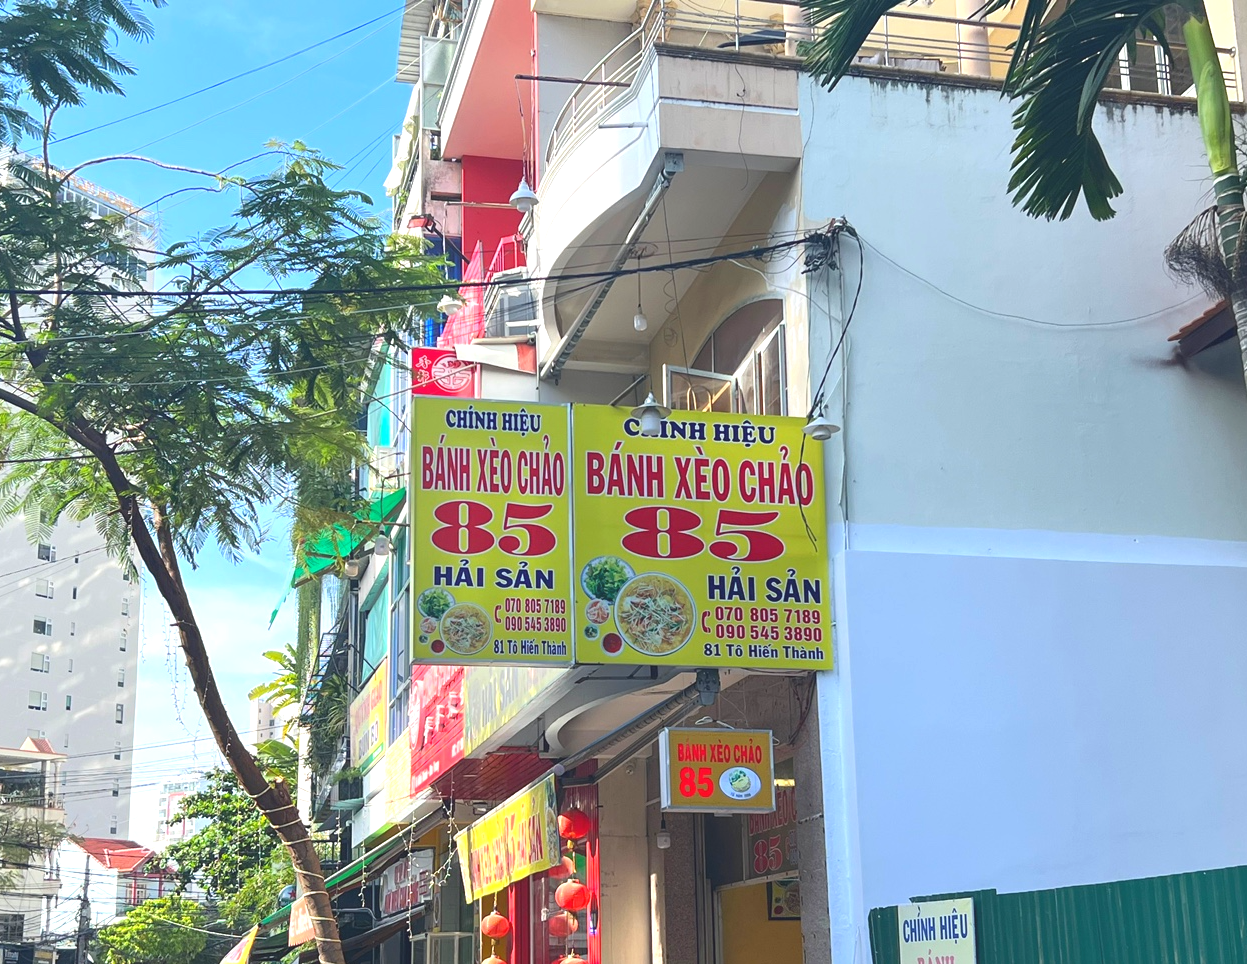 CHÍNH HIỆU
BÁNH XÈO CHẢO
85
HẢI SẢN
070 805 7189
090 545 3890
81 Tô Hiến Thành
CHÍNH HIỆU
BÁNH XÈO CHẢO
85
HẢI SẢN
070 805 7189
090 545 3890
81 Tô Hiến Thành
BÁNH XÈO CHẢO
85
85
CHÍNH HIỆU
BÁNH